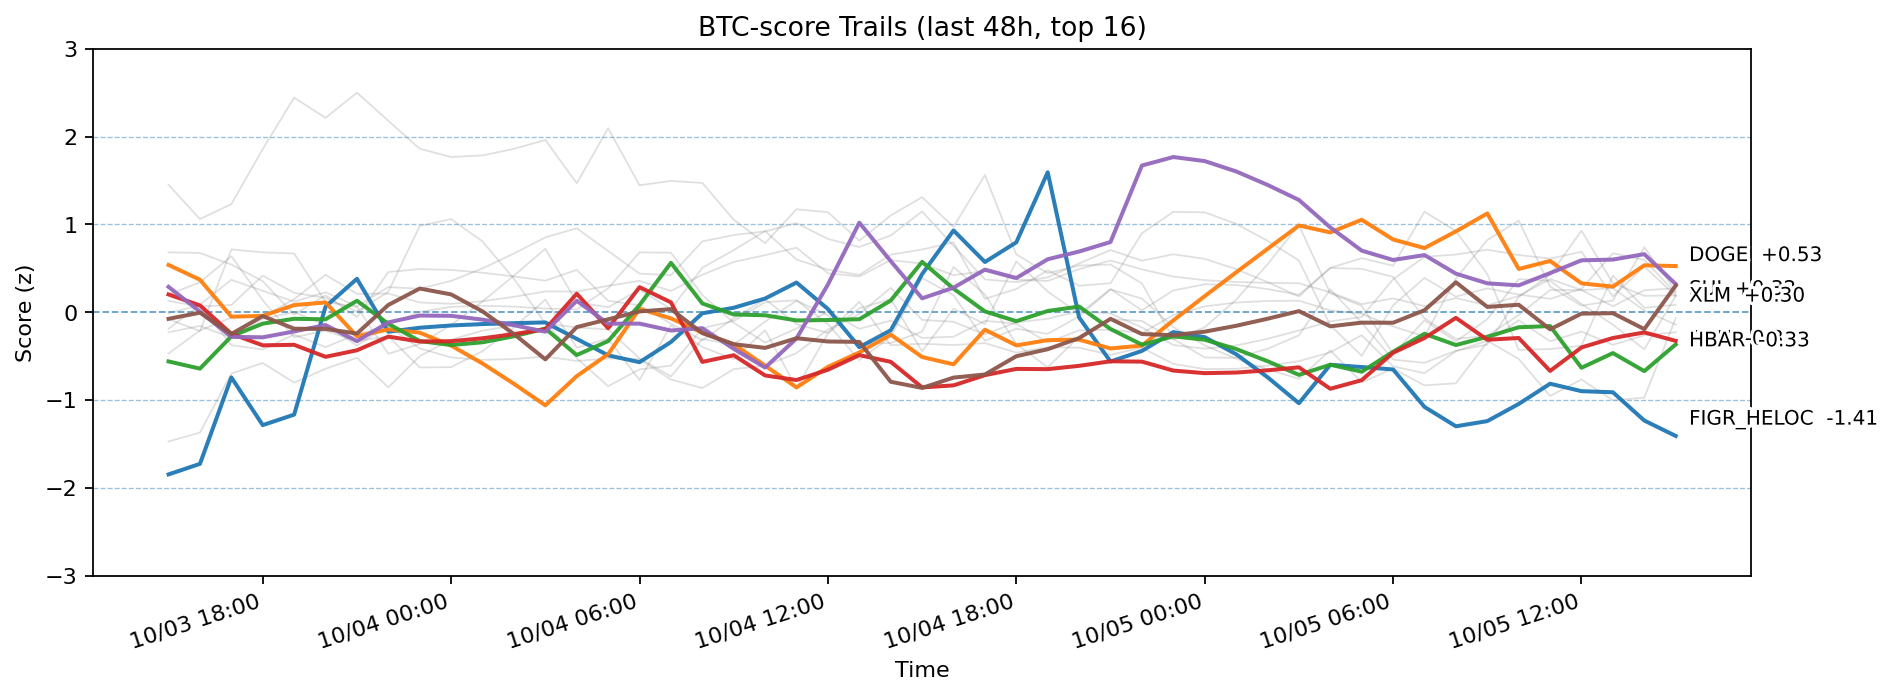 BTC-score Trails (last 48h, top 16)
Score (z)
3
2
1
0
−1
−2
−3
DOGE +0.53
XLM +0.30
HBAR -0.33
FIGR_HELOC -1.41
10/03 18:00
10/04 00:00
10/04 06:00
10/04 12:00
10/04 18:00
10/05 00:00
10/05 06:00
10/05 12:00
Time